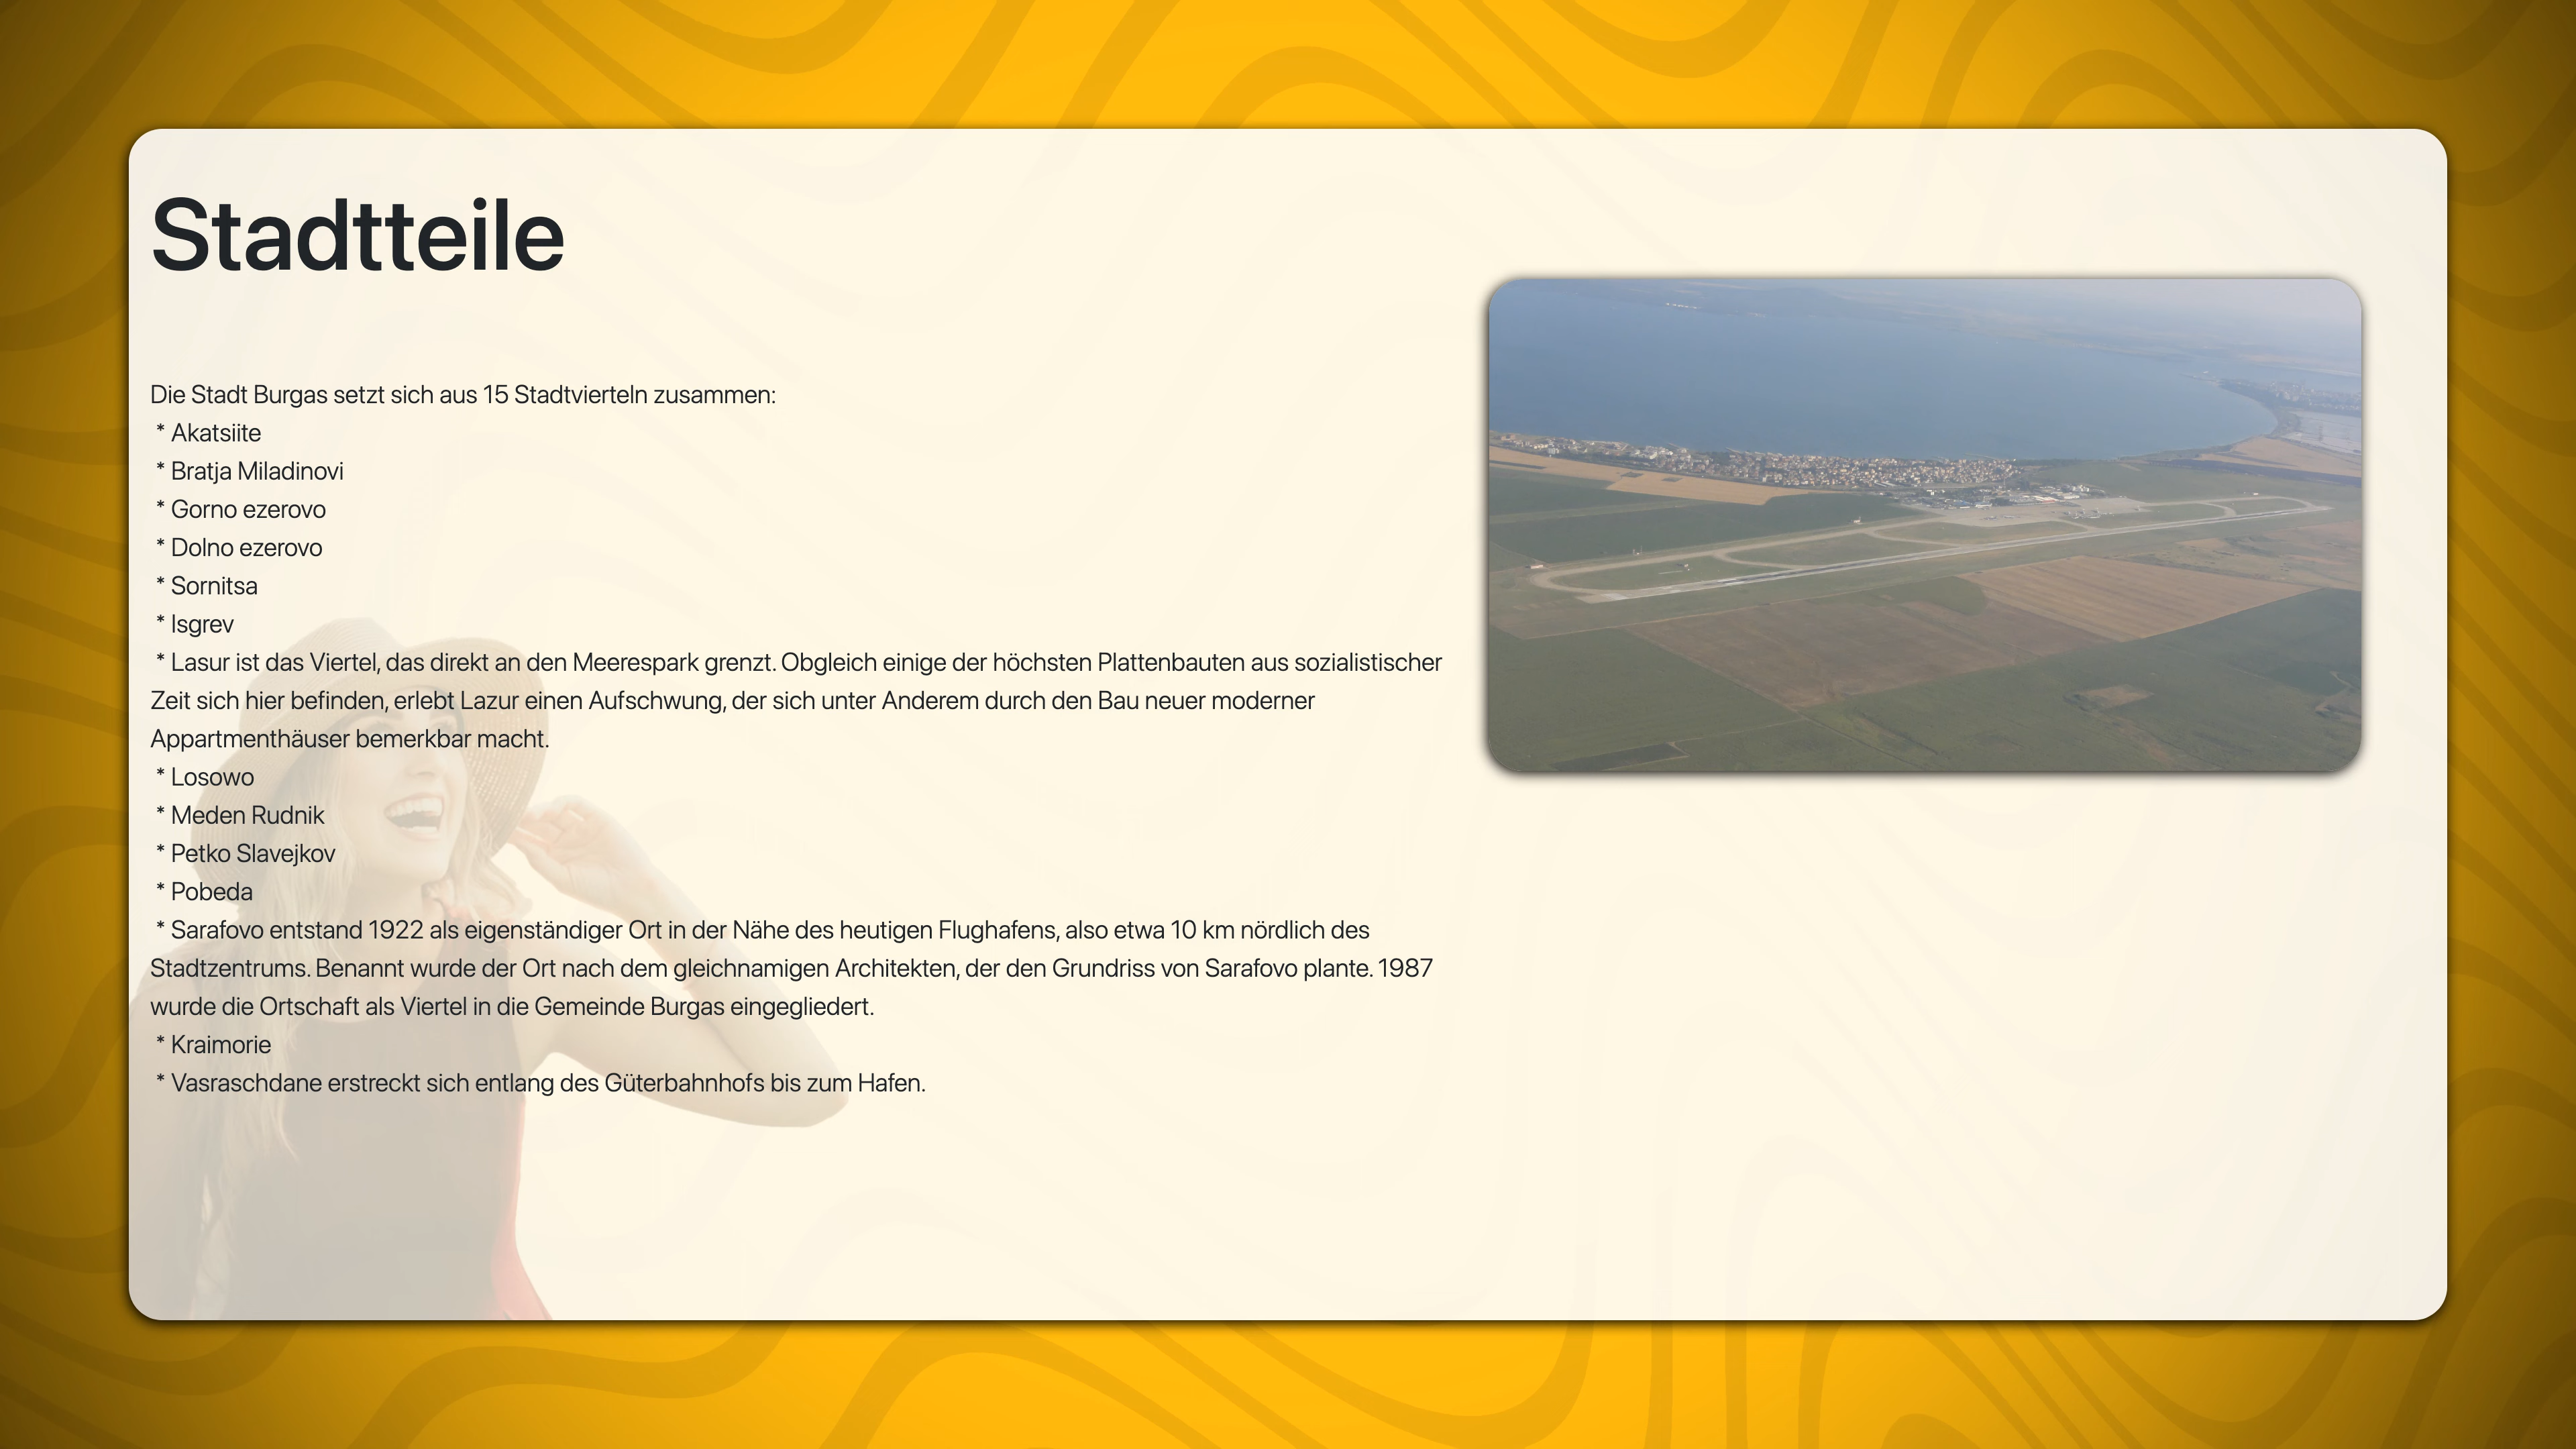 Stadtteile
Die Stadt Burgas setzt sich aus 15 Stadtvierteln zusammen:
* Akatsiite
* Bratja Miladinovi
* Gorno ezerovo
* Dolno ezerovo
* Sornitsa
* Isgrev
* Lasur ist das Viertel, das direkt an den Meerespark grenzt. Obgleich einige der höchsten Plattenbauten aus sozialistischer
Zeit sich hier befinden, erlebt Lazur einen Aufschwung, der sich unter Anderem durch den Bau neuer moderner
Appartmenthäuser bemerkbar macht.
* Losowo
* Meden Rudnik
* Petko Slavejkov
* Pobeda
* Sarafovo entstand 1922 als eigenständiger Ort in der Nähe des heutigen Flughafens, also etwa 10 km nördlich des
Stadtzentrums. Benannt wurde der Ort nach dem gleichnamigen Architekten, der den Grundriss von Sarafovo plante. 1987
wurde die Ortschaft als Viertel in die Gemeinde Burgas eingegliedert.
* Kraimorie
* Vasraschdane erstreckt sich entlang des Güterbahnhofs bis zum Hafen.